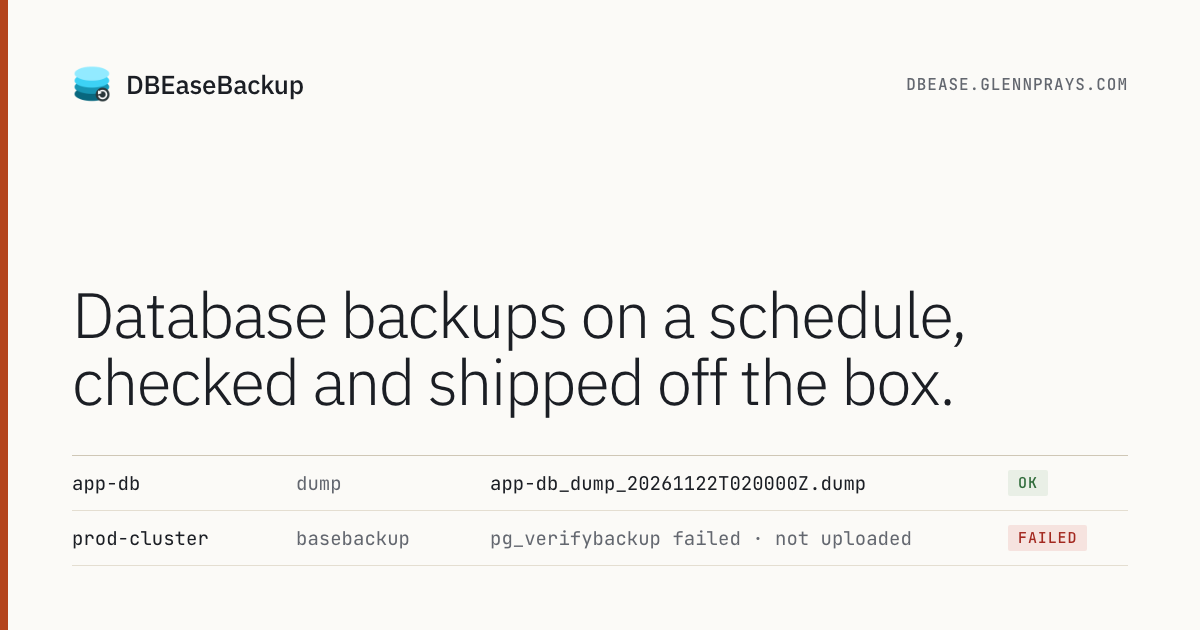 DBEaseBackup
DBEASE.GLENNPRAYS.COM
Database backups on a schedule,
checked and shipped off the box.
app-db dump app-db_dump_20261122T020000Z.dump OK
prod-cluster basebackup pg_verifybackup failed · not uploaded FAILED